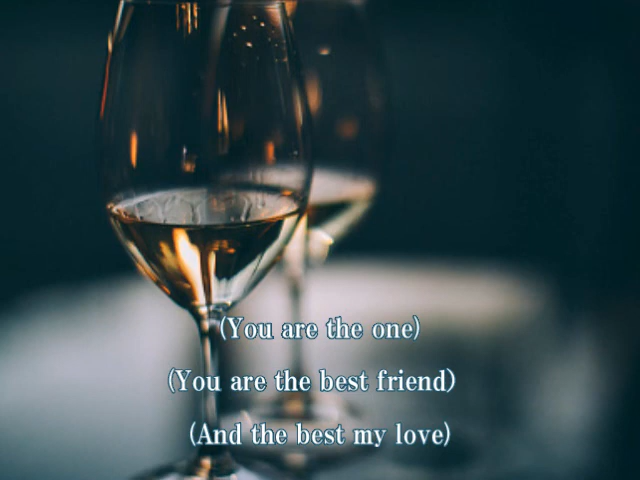 (You are the one)
(You are the best friend)
(And the best my love)